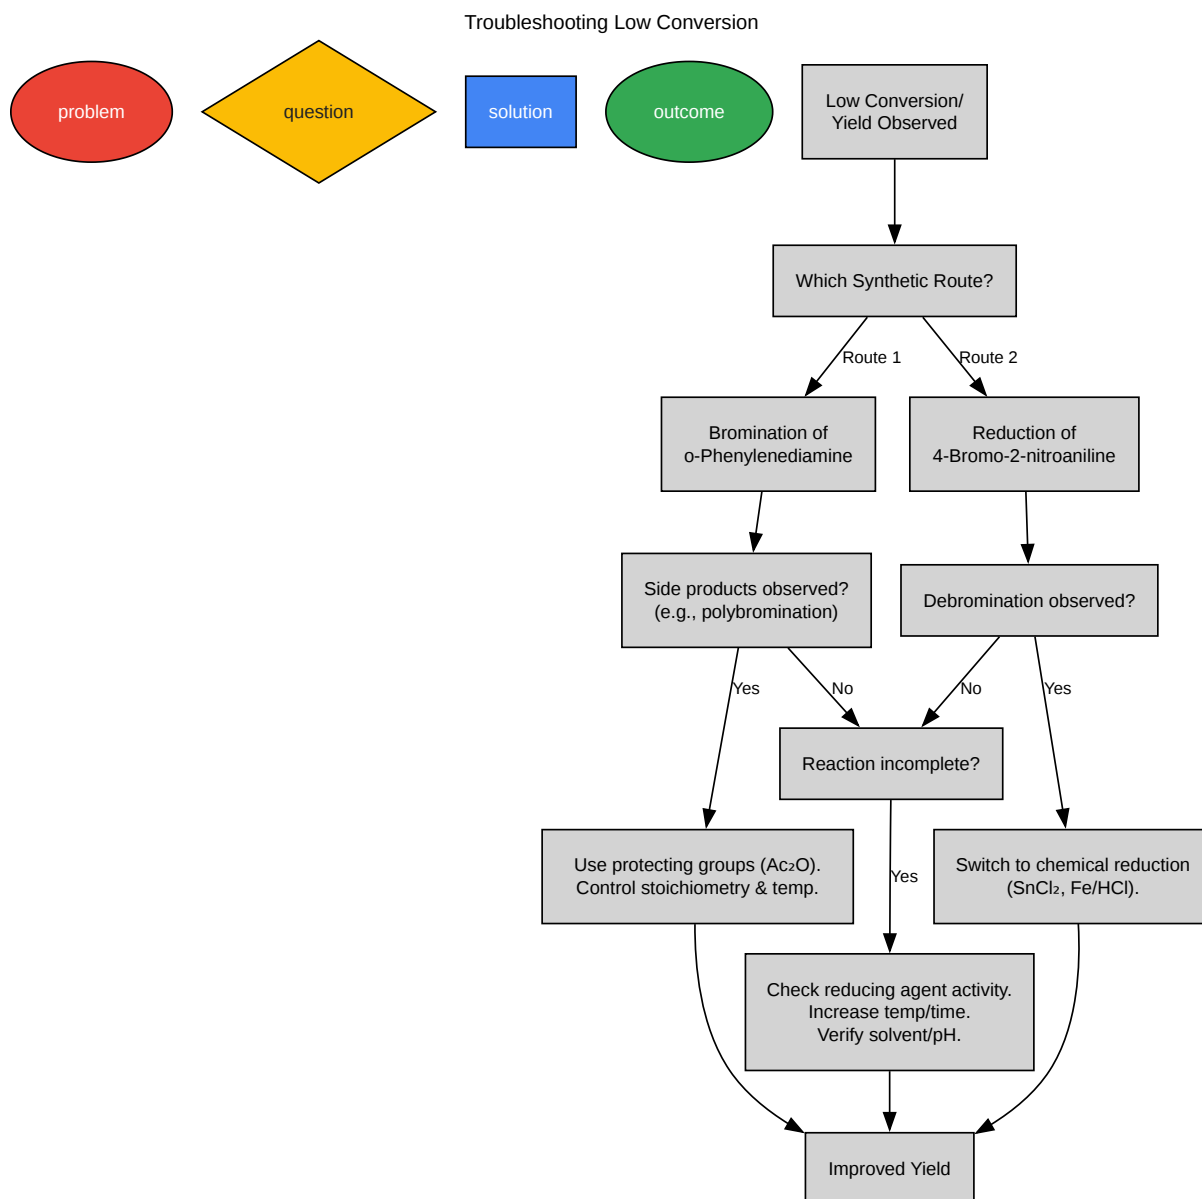 Troubleshooting Low Conversion
problem
question
solution
outcome
Low Conversion/
Yield Observed
Which Synthetic Route?
Route 1
Route 2
Bromination of
o-Phenylenediamine
Reduction of
4-Bromo-2-nitroaniline
Side products observed?
(e.g., polybromination)
Debromination observed?
Yes
No
No
Yes
Reaction incomplete?
Use protecting groups (Ac₂O).
Control stoichiometry & temp.
Yes
Switch to chemical reduction
(SnCl₂, Fe/HCl).
Check reducing agent activity.
Increase temp/time.
Verify solvent/pH.
Improved Yield